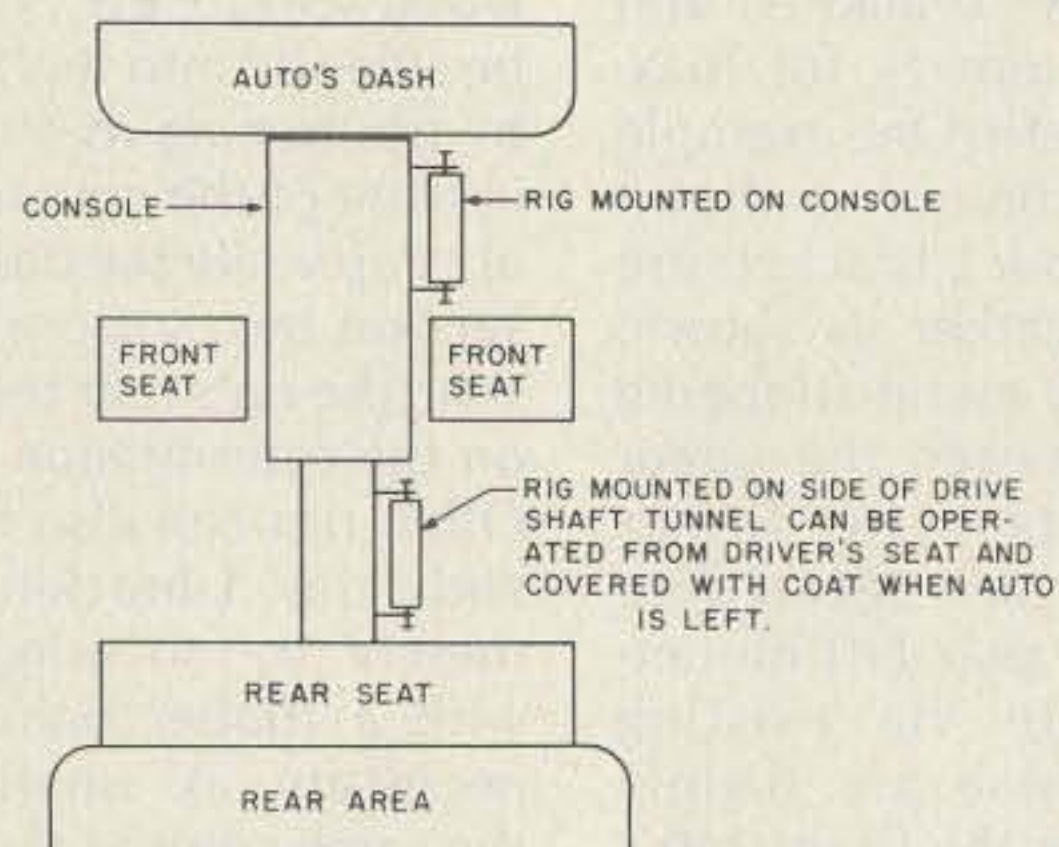 AUTO'S DASH
CONSOLE
RIG MOUNTED ON CONSOLE
FRONT
SEAT
FRONT
SEAT
RIG MOUNTED ON SIDE OF DRIVE
SHAFT TUNNEL CAN BE OPER-
ATED FROM DRIVER'S SEAT AND
COVERED WITH COAT WHEN AUTO
IS LEFT.
REAR SEAT
REAR AREA